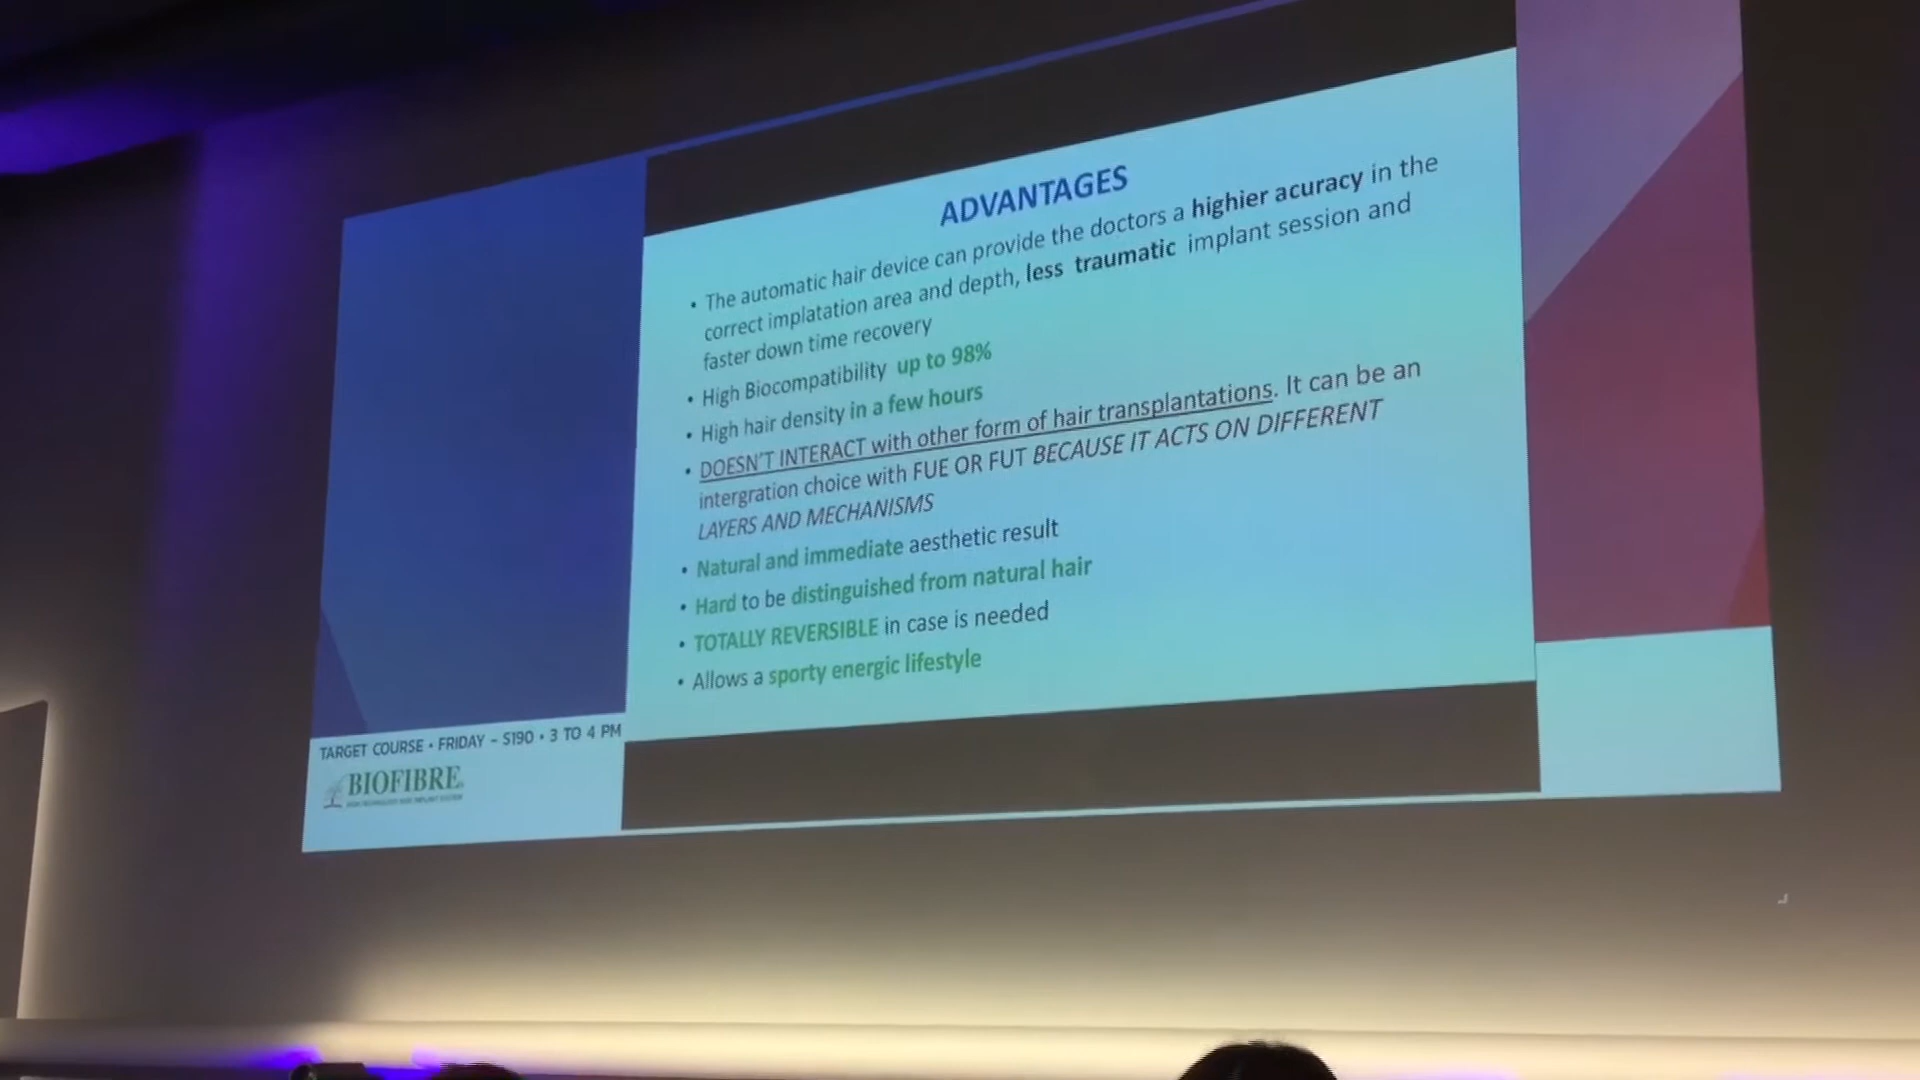 ADVANTAGES
• The automatic hair device can provide the doctors a highier acuracy in the
correct implatation area and depth, less traumatic implant session and
faster down time recovery
• High Biocompatibility up to 98%
• High hair density in a few hours
• DOESN'T INTERACT with other form of hair transplantations. It can be an
intergration choice with FUE OR FUT BECAUSE IT ACTS ON DIFFERENT
LAYERS AND MECHANISMS
• Natural and immediate aesthetic result
• Hard to be distinguished from natural hair
• TOTALLY REVERSIBLE in case is needed
• Allows a sporty energic lifestyle
TARGET COURSE • FRIDAY – S190 • 3 TO 4 PM
BIOFIBRE